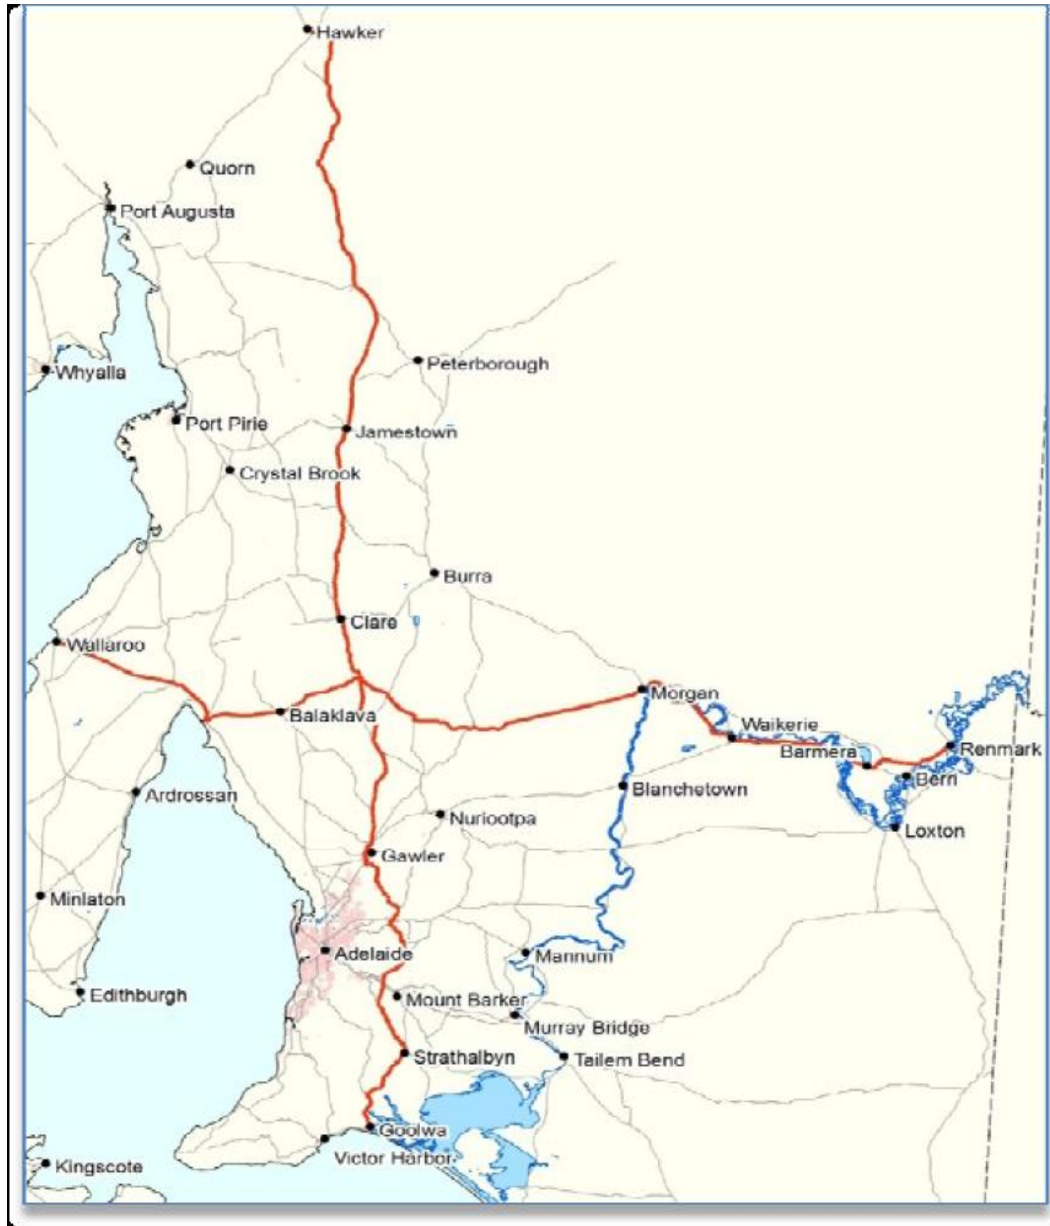 Hawker
Quorn
Port Augusta
Peterborough
Whyalla
Port Pirie
Jamestown
Crystal Brook
Burra
Clare
Wallaroo
Morgan
Balaklava
Waikerie
Barmera
Renmark
Berri
Ardrossan
Blanchetown
Nuriootpa
Loxton
Gawler
Minlaton
Adelaide
Mannum
Edithburgh
Mount Barker
Murray Bridge
Strathalbyn
Tailem Bend
Goolwa
Victor Harbor
Kingscote